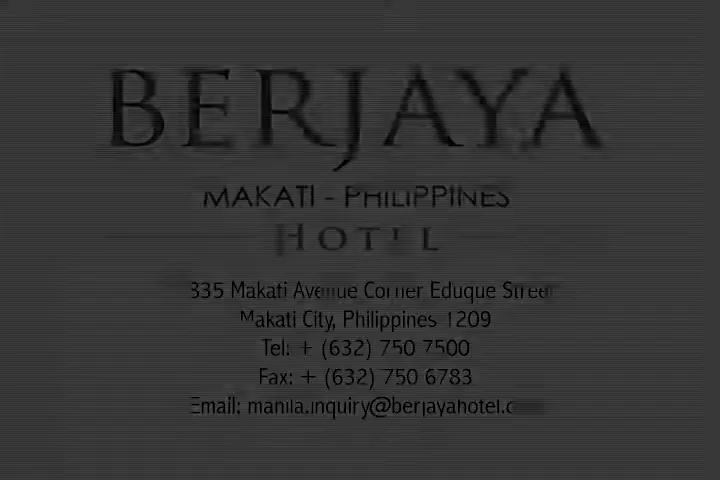 BERJAYA
MAKATI - PHILIPPINES
HOTEL
Makati Avenue Corner Eduque Street
Makati City, Philippines 1209
Tel: + (632) 750 7500
Fax: + (632) 750 6783
Email: